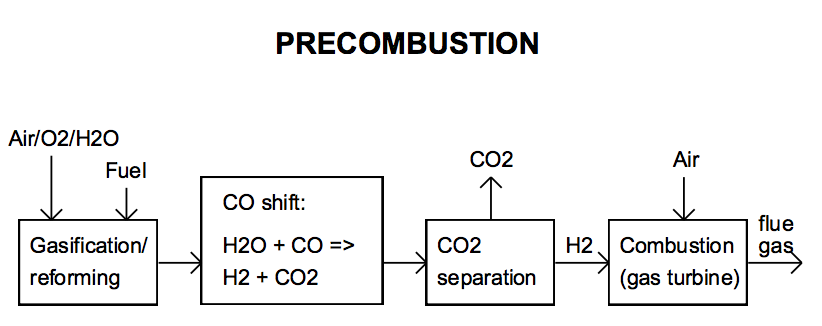 PRECOMBUSTION
Air/O2/H2O
Fuel
Gasification/
reforming
CO shift:
H2O + CO =>
H2 + CO2
CO2
CO2
separation
H2
Air
Combustion
(gas turbine)
flue
gas